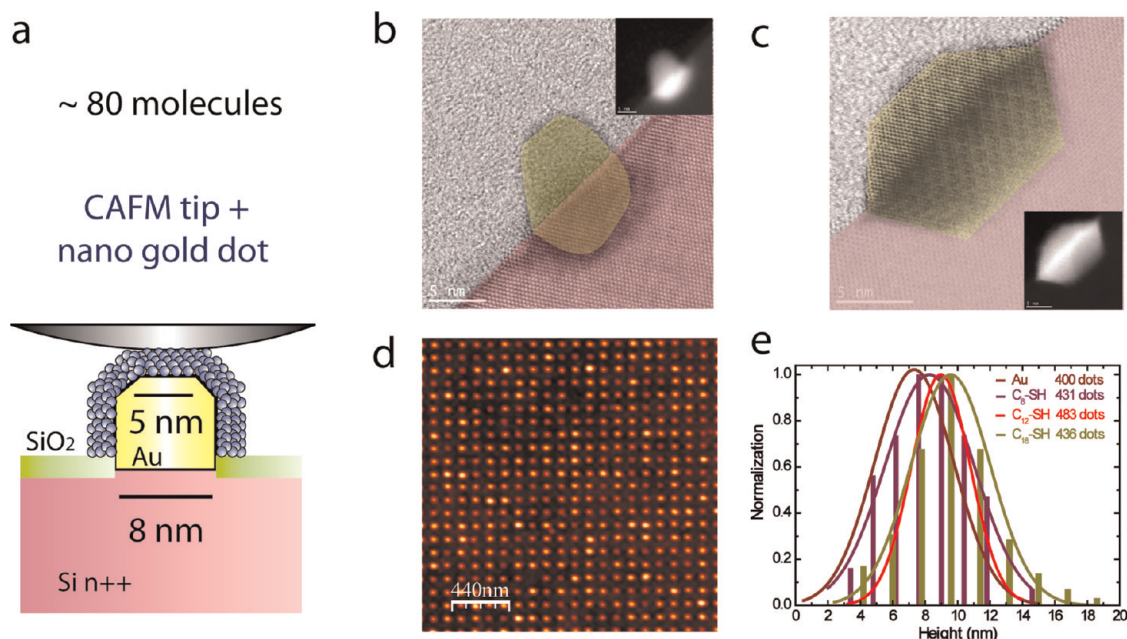 a
~ 80 molecules
CAFM tip +
nano gold dot
5 nm
Au
SiO₂
8 nm
Si n++
b
5 nm
c
5 nm
d
440nm
e
Au 400 dots
C₈-SH 431 dots
C₁₂-SH 483 dots
C₁₈-SH 436 dots
Normalization
1.0
0.8
0.6
0.4
0.2
0.0
0 2 4 6 8 10 12 14 16 18 20
Height (nm)